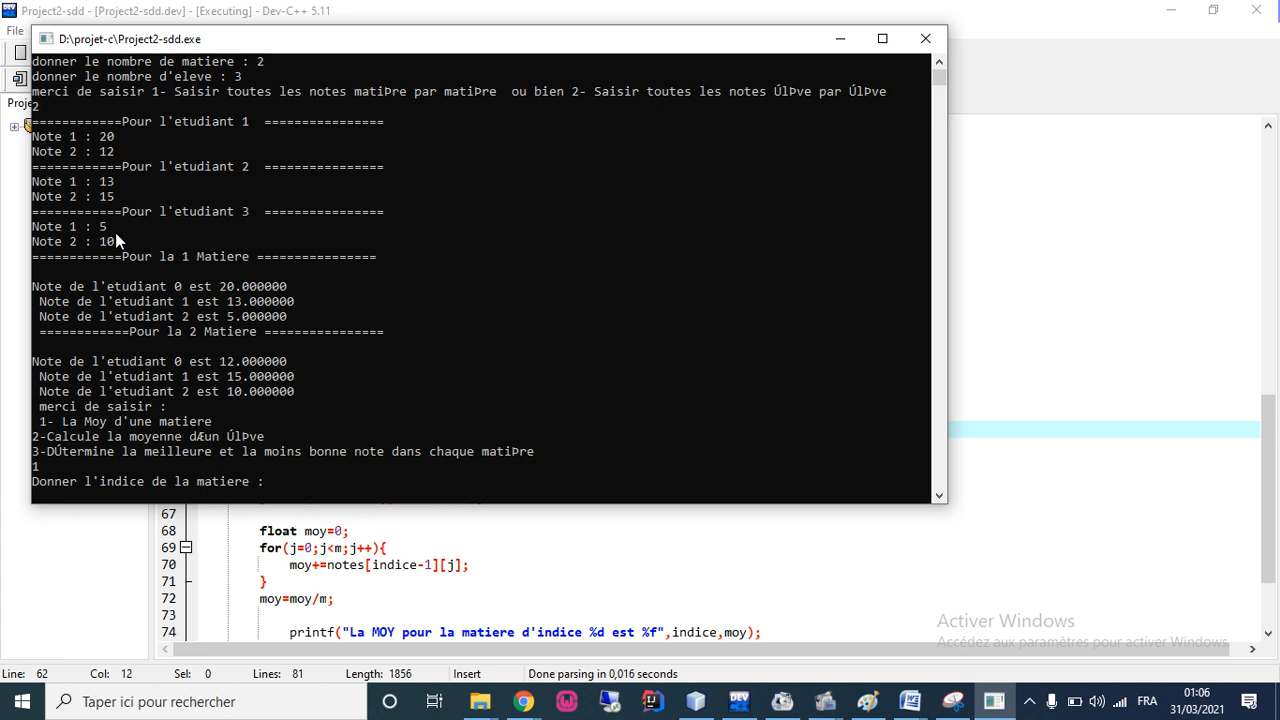 Project2-sdd - [Project2-sdd.dev] - [Executing] - Dev-C++ 5.11
File
D:\projet-c\Project2-sdd.exe
donner le nombre de matiere : 2
donner le nombre d'eleve : 3
merci de saisir 1- Saisir toutes les notes matiÞre par matiÞre  ou bien 2- Saisir toutes les notes ÚlÞve par ÚlÞve
2
============Pour l'etudiant 1  ================
Note 1 : 20
Note 2 : 12
============Pour l'etudiant 2  ================
Note 1 : 13
Note 2 : 15
============Pour l'etudiant 3  ================
Note 1 : 5
Note 2 : 10
============Pour la 1 Matiere ================
Note de l'etudiant 0 est 20.000000
Note de l'etudiant 1 est 13.000000
Note de l'etudiant 2 est 5.000000
============Pour la 2 Matiere ================
Note de l'etudiant 0 est 12.000000
Note de l'etudiant 1 est 15.000000
Note de l'etudiant 2 est 10.000000
merci de saisir :
1- La Moy d'une matiere
2-Calcule la moyenne dÆun ÚlÞve
3-DÚtermine la meilleure et la moins bonne note dans chaque matiÞre
1
Donner l'indice de la matiere :
67
68 float moy=0;
69 for(j=0;j<m;j++){
70 moy+=notes[indice-1][j];
71 }
72 moy=moy/m;
73
74 printf("La MOY pour la matiere d'indice %d est %f",indice,moy);
Activer Windows
Accédez aux paramètres pour activer Windows.
Line: 62 Col: 12 Sel: 0 Lines: 81 Length: 1856 Insert Done parsing in 0,016 seconds
Taper ici pour rechercher
FRA
01:06
31/03/2021